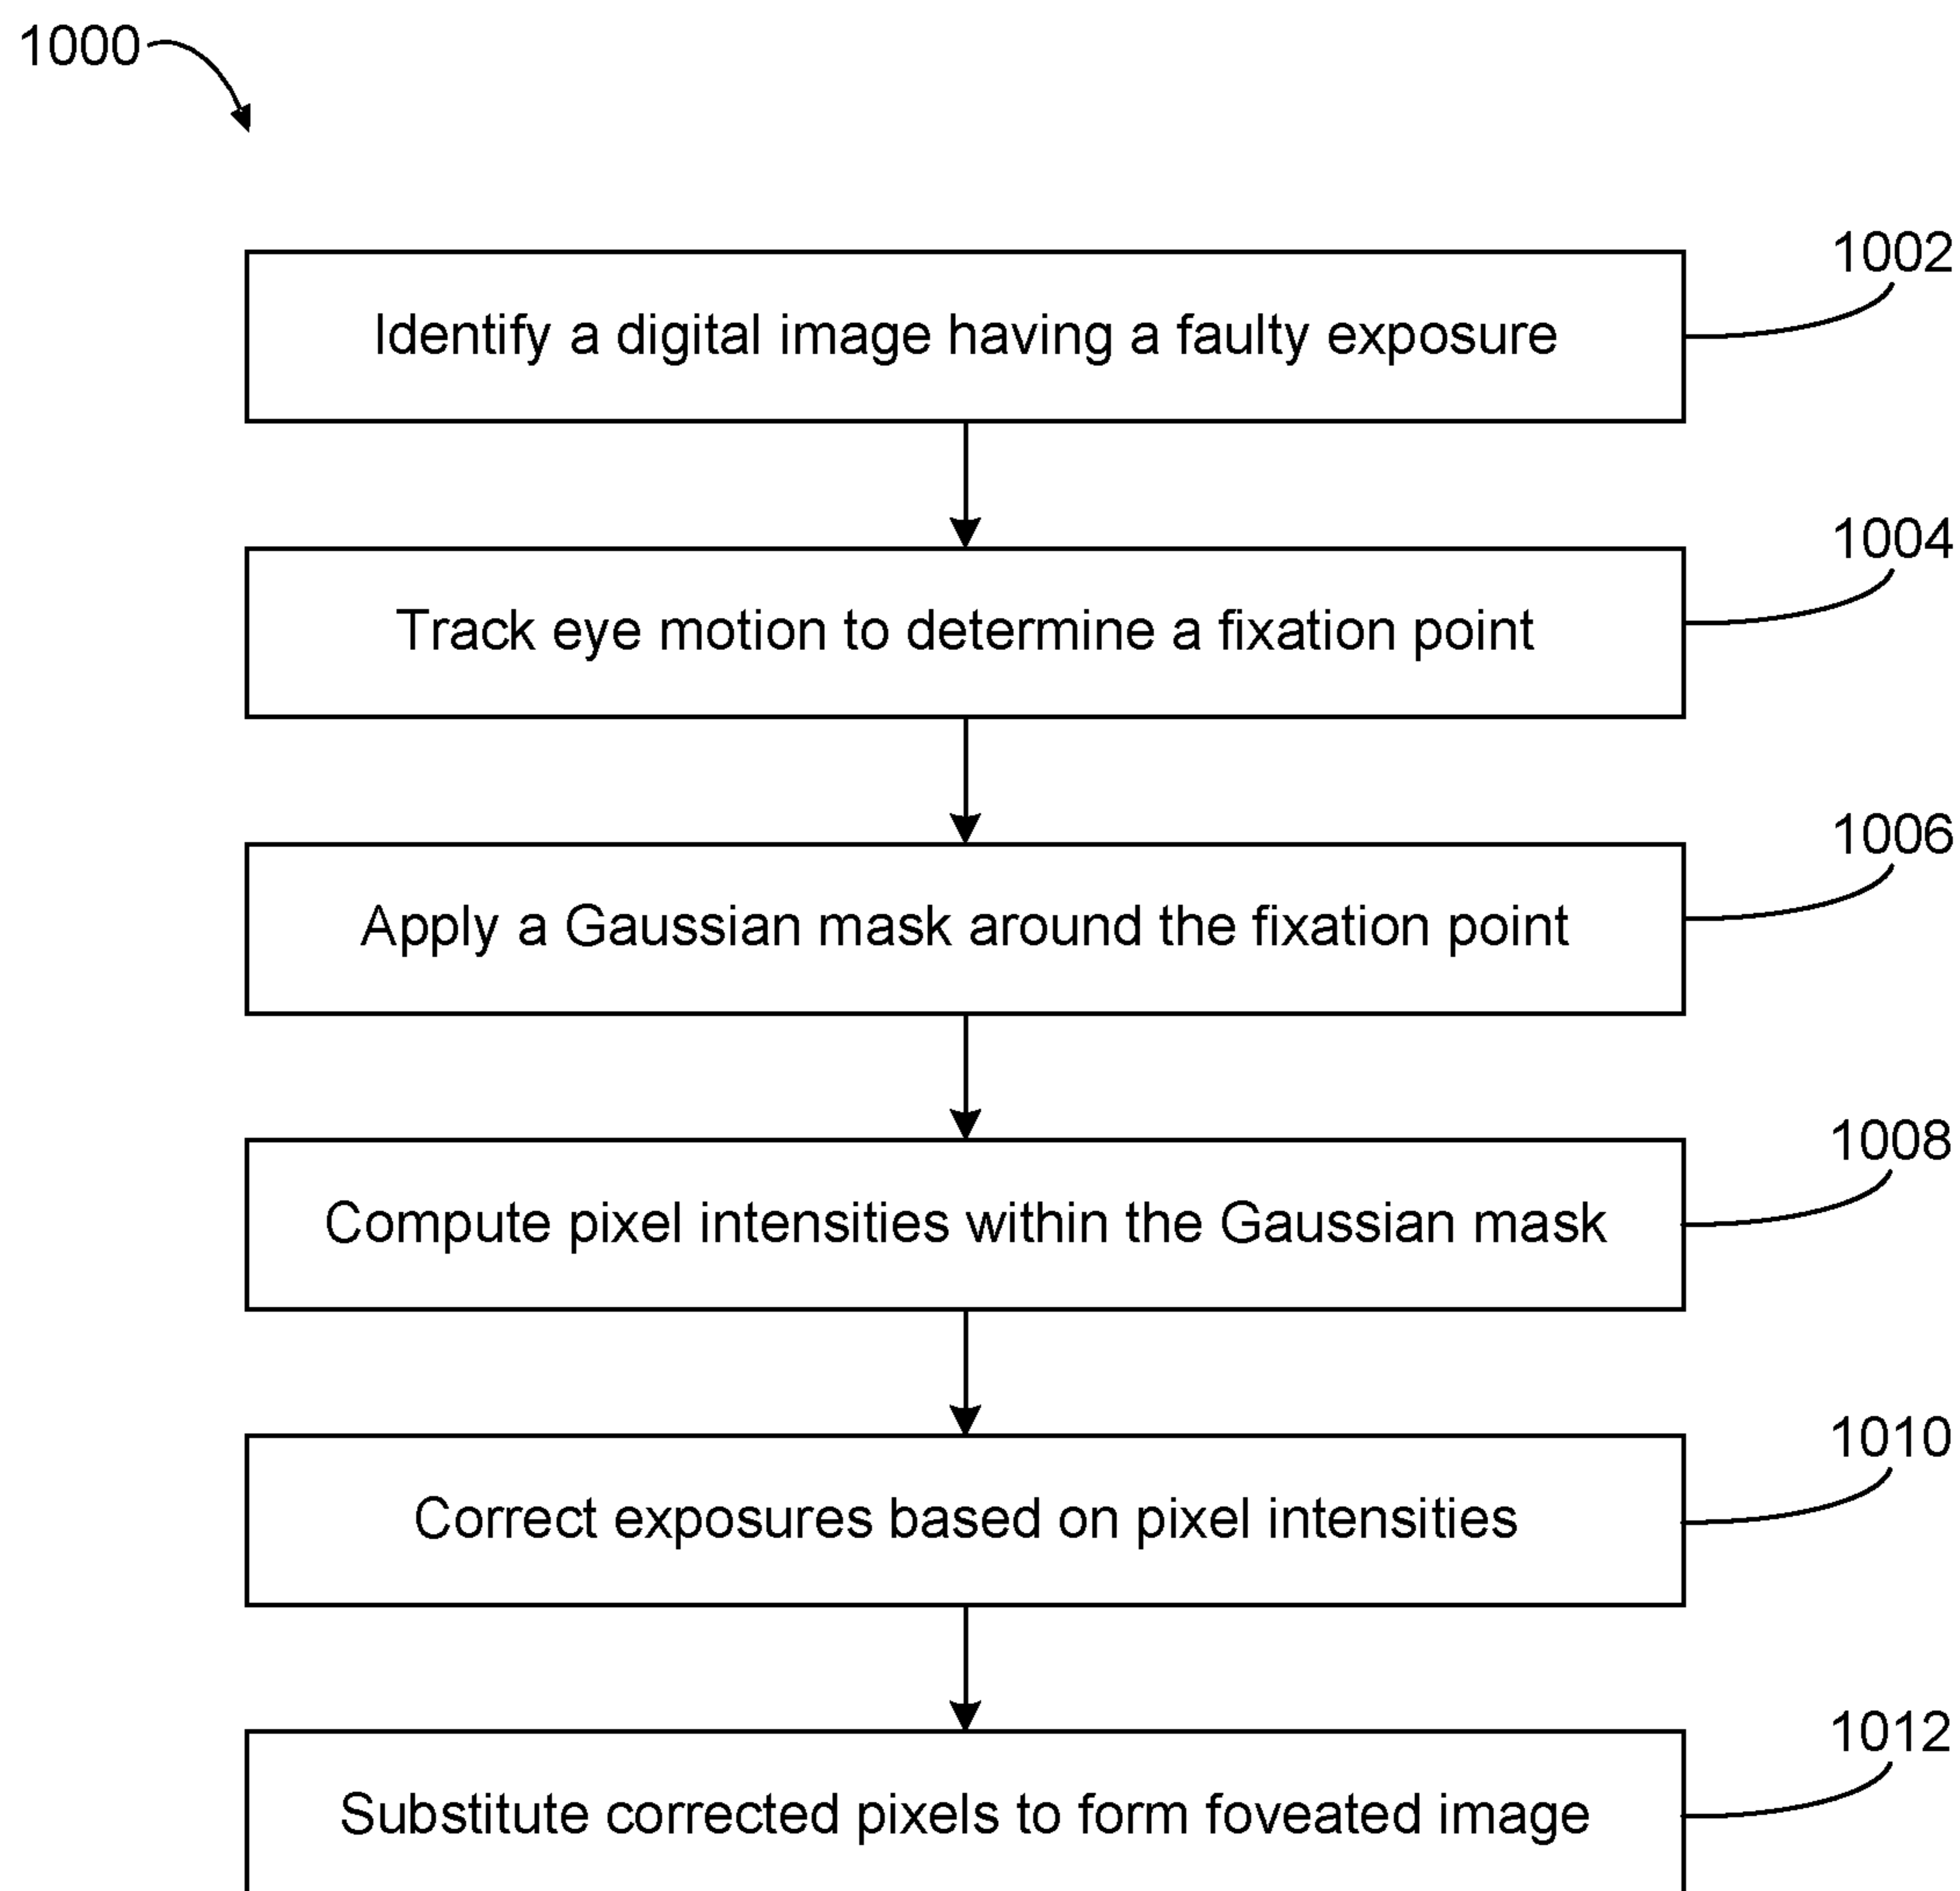 1000
1002
Identify a digital image having a faulty exposure
1004
Track eye motion to determine a fixation point
1006
Apply a Gaussian mask around the fixation point
1008
Compute pixel intensities within the Gaussian mask
1010
Correct exposures based on pixel intensities
1012
Substitute corrected pixels to form foveated image